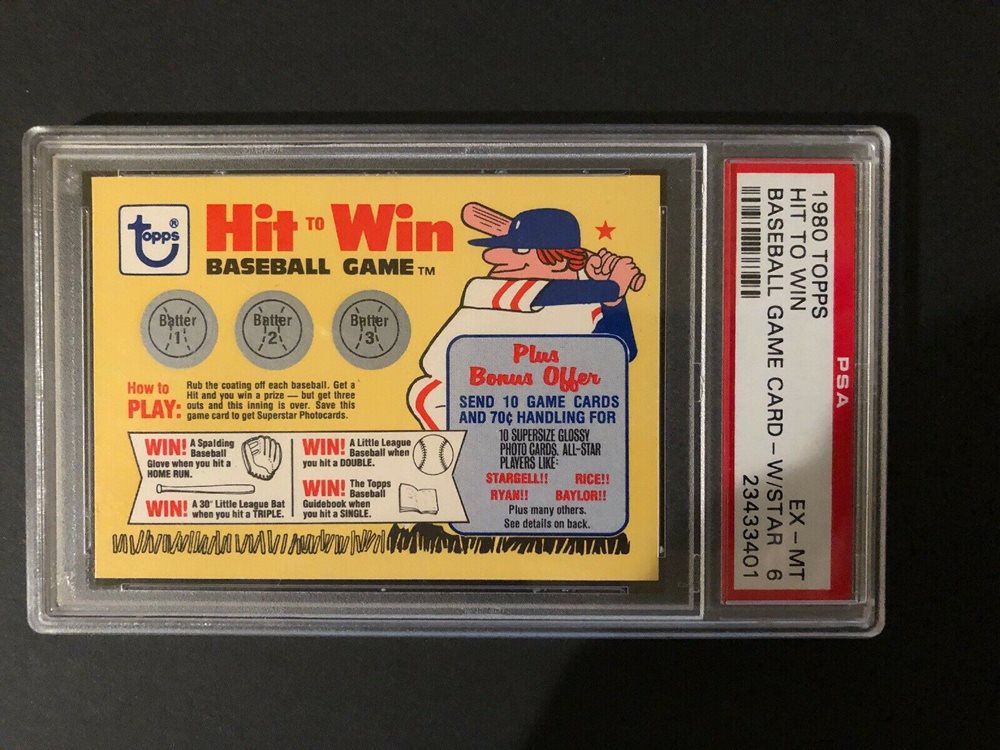 topps®
Hit TO Win
BASEBALL GAME™
Batter
1
Batter
2
Batter
3
How to
PLAY:
Rub the coating off each baseball. Get a
Hit and you win a prize — but get three
outs and this inning is over. Save this
game card to get Superstar Photocards.
WIN! A Spalding
Baseball
Glove when you hit a
HOME RUN.
WIN! A 30" Little League Bat
when you hit a TRIPLE.
WIN! A Little League
Baseball when
you hit a DOUBLE.
WIN! The Topps
Baseball
Guidebook when
you hit a SINGLE.
Plus
Bonus Offer
SEND 10 GAME CARDS
AND 70¢ HANDLING FOR
10 SUPERSIZE GLOSSY
PHOTO CARDS. ALL-STAR
PLAYERS LIKE:
STARGELL!! RICE!!
RYAN!! BAYLOR!!
Plus many others.
See details on back.
PSA
1980 TOPPS EX - MT
HIT TO WIN
BASEBALL GAME CARD - W/STAR 6
23433401